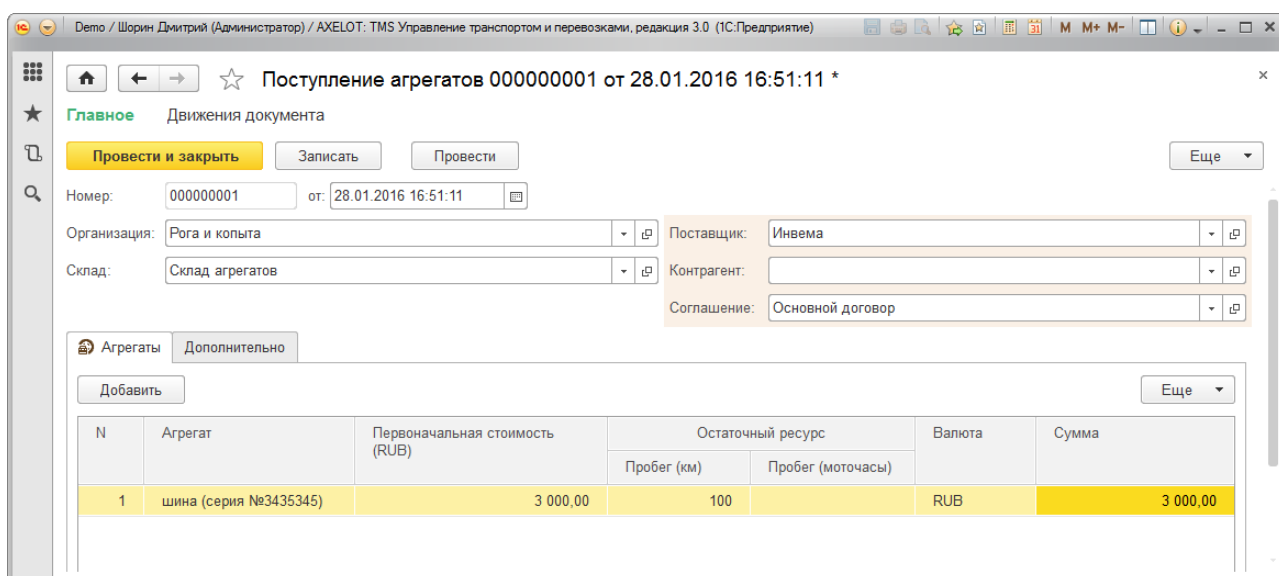 Demo / Шорин Дмитрий (Администратор) / AXELOT: TMS Управление транспортом и перевозками, редакция 3.0 (1С:Предприятие) M M+ M-
Поступление агрегатов 000000001 от 28.01.2016 16:51:11 *
Главное Движения документа
Провести и закрыть Записать Провести Еще
Номер: 000000001 от: 28.01.2016 16:51:11
Организация: Рога и копыта Поставщик: Инвема
Склад: Склад агрегатов Контрагент:
Соглашение: Основной договор
Агрегаты Дополнительно
Добавить Еще
N Агрегат Первоначальная стоимость (RUB) Остаточный ресурс Валюта Сумма
Пробег (км) Пробег (моточасы)
1 шина (серия №3435345) 3 000,00 100 RUB 3 000,00